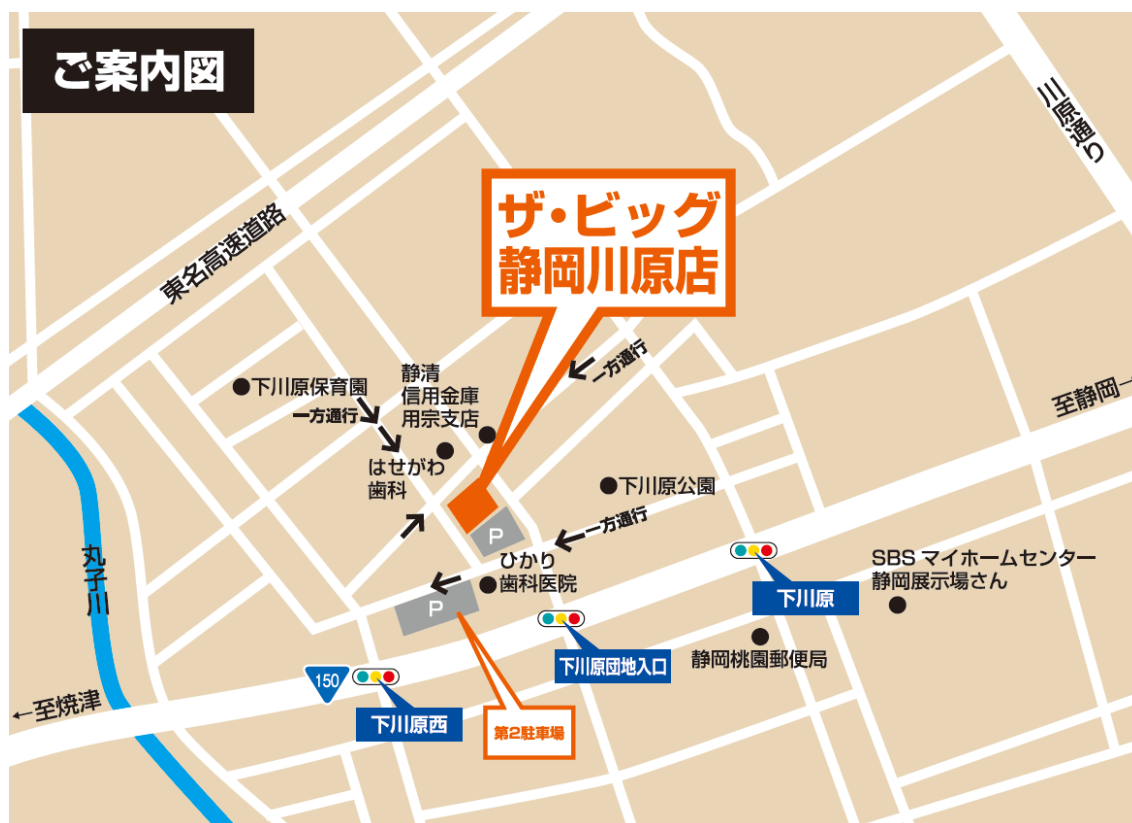 ご案内図
川原通り
ザ・ビッグ
静岡川原店
東名高速道路
一方通行
静清
信用金庫
用宗支店
下川原保育園
一方通行
至静岡→
はせがわ
歯科
下川原公園
一方通行
P
ひかり
歯科医院
P
丸子川
SBS マイホームセンター
静岡展示場さん
下川原
静岡桃園郵便局
下川原団地入口
150
←至焼津
下川原西
第2駐車場